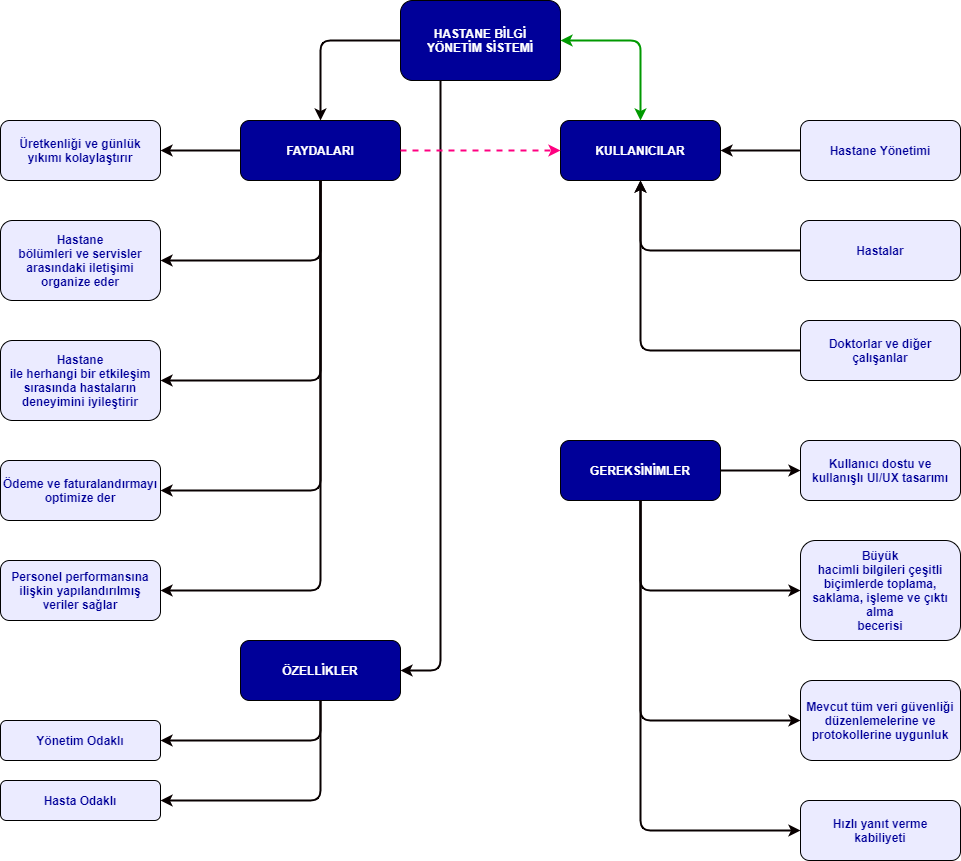 HASTANE BİLGİ
YÖNETİM SİSTEMİ
FAYDALARI
Üretkenliği ve günlük
yıkımı kolaylaştırır
Hastane
bölümleri ve servisler
arasındaki iletişimi
organize eder
Hastane
ile herhangi bir etkileşim
sırasında hastaların
deneyimini iyileştirir
Ödeme ve faturalandırmayı
optimize der
Personel performansına
ilişkin yapılandırılmış
veriler sağlar
KULLANICILAR
Hastane Yönetimi
Hastalar
Doktorlar ve diğer
çalışanlar
GEREKSİNİMLER
Kullanıcı dostu ve
kullanışlı UI/UX tasarımı
Büyük
hacimli bilgileri çeşitli
biçimlerde toplama,
saklama, işleme ve çıktı
alma
becerisi
Mevcut tüm veri güvenliği
düzenlemelerine ve
protokollerine uygunluk
Hızlı yanıt verme
kabiliyeti
ÖZELLİKLER
Yönetim Odaklı
Hasta Odaklı